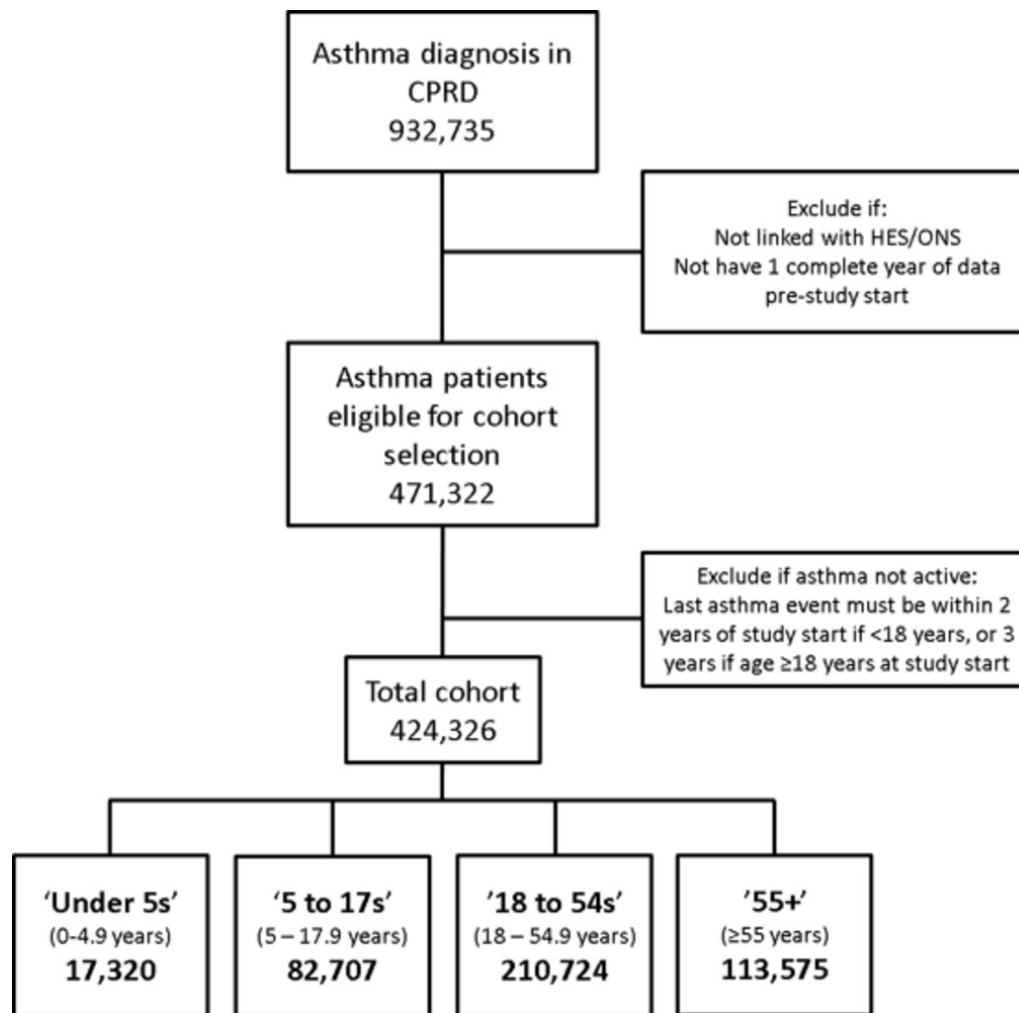 Asthma diagnosis in
CPRD
932,735
Exclude if:
Not linked with HES/ONS
Not have 1 complete year of data
pre-study start
Asthma patients
eligible for cohort
selection
471,322
Exclude if asthma not active:
Last asthma event must be within 2
years of study start if <18 years, or 3
years if age ≥18 years at study start
Total cohort
424,326
‘Under 5s’
(0-4.9 years)
17,320
‘5 to 17s’
(5 – 17.9 years)
82,707
’18 to 54s’
(18 – 54.9 years)
210,724
’55+’
(≥55 years)
113,575